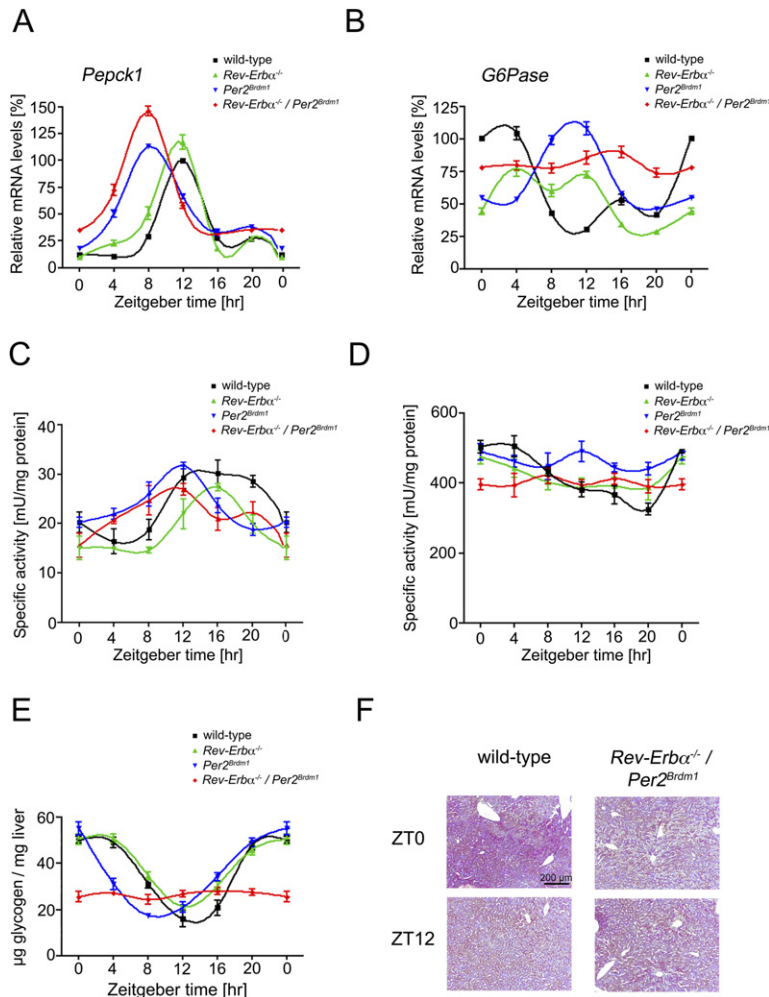 A
Pepck1
wild-type
Rev-Erbα-/-
Per2Brdm1
Rev-Erbα-/- / Per2Brdm1
Relative mRNA levels [%]
150
125
100
75
50
25
0
0 4 8 12 16 20 0
Zeitgeber time [hr]
B
G6Pase
wild-type
Rev-Erbα-/-
Per2Brdm1
Rev-Erbα-/- / Per2Brdm1
Relative mRNA levels [%]
125
100
75
50
25
0
0 4 8 12 16 20 0
Zeitgeber time [hr]
C
wild-type
Rev-Erbα-/-
Per2Brdm1
Rev-Erbα-/- / Per2Brdm1
Specific activity [mU/mg protein]
40
30
20
10
0
0 4 8 12 16 20 0
Zeitgeber time [hr]
D
wild-type
Rev-Erbα-/-
Per2Brdm1
Rev-Erbα-/- / Per2Brdm1
Specific activity [mU/mg protein]
600
400
200
0
0 4 8 12 16 20 0
Zeitgeber time [hr]
E
wild-type
Rev-Erbα-/-
Per2Brdm1
Rev-Erbα-/- / Per2Brdm1
µg glycogen / mg liver
60
40
20
0
0 4 8 12 16 20 0
Zeitgeber time [hr]
F
wild-type
Rev-Erbα-/- /
Per2Brdm1
ZT0
200 µm
ZT12